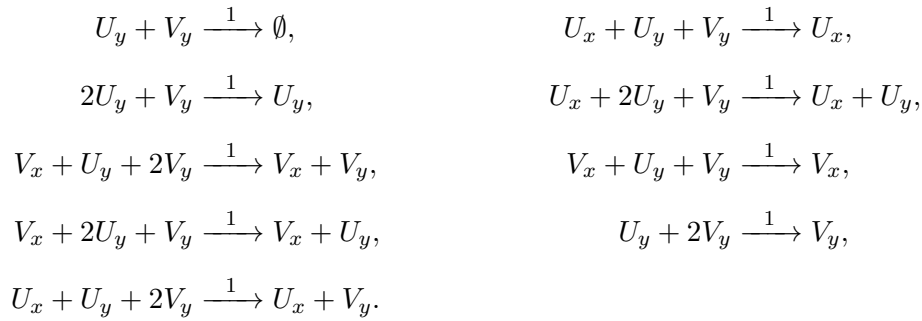 U_y + V_y \xrightarrow{1} \emptyset, U_x + U_y + V_y \xrightarrow{1} U_x,
2U_y + V_y \xrightarrow{1} U_y, U_x + 2U_y + V_y \xrightarrow{1} U_x + U_y,
V_x + U_y + 2V_y \xrightarrow{1} V_x + V_y, V_x + U_y + V_y \xrightarrow{1} V_x,
V_x + 2U_y + V_y \xrightarrow{1} V_x + U_y, U_y + 2V_y \xrightarrow{1} V_y,
U_x + U_y + 2V_y \xrightarrow{1} U_x + V_y.